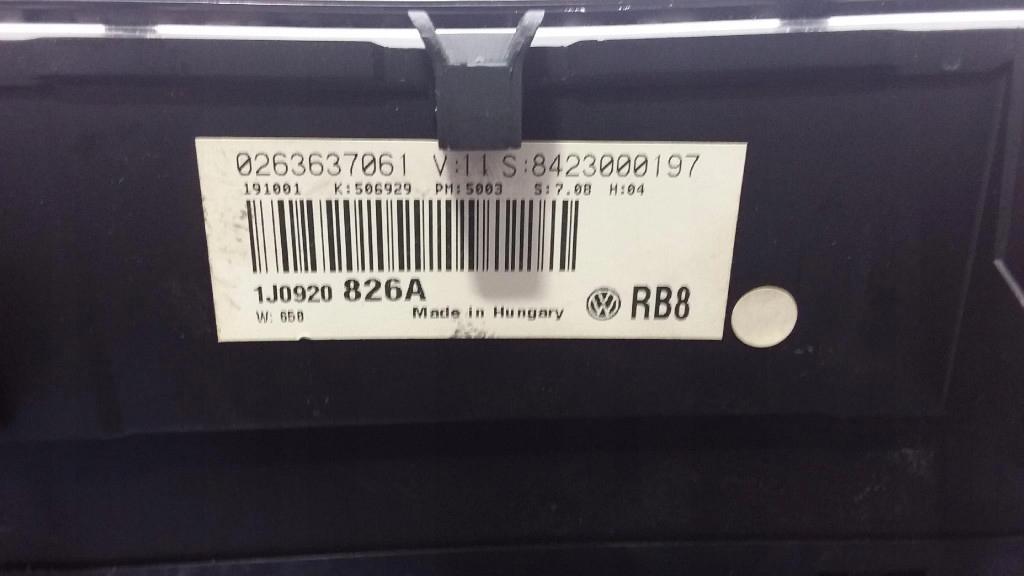 0263637061 V:11 S:8423000197
191001 K:506929 PM:5003 S:7.08 H:04
1J0920 826A
W: 650 Made in Hungary RB8